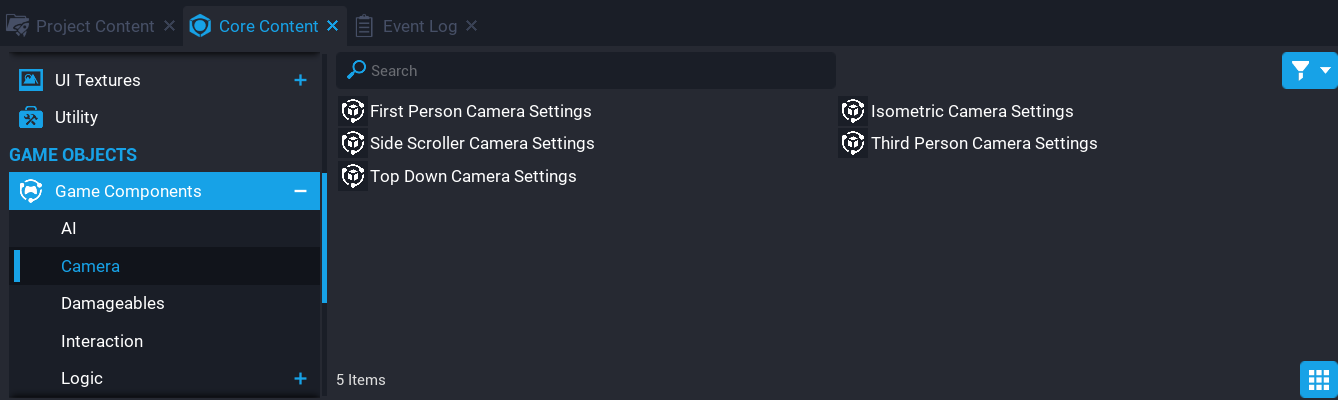 Project Content
Core Content
Event Log
UI Textures
Utility
GAME OBJECTS
Game Components
AI
Camera
Damageables
Interaction
Logic
Search
First Person Camera Settings
Isometric Camera Settings
Side Scroller Camera Settings
Third Person Camera Settings
Top Down Camera Settings
5 Items